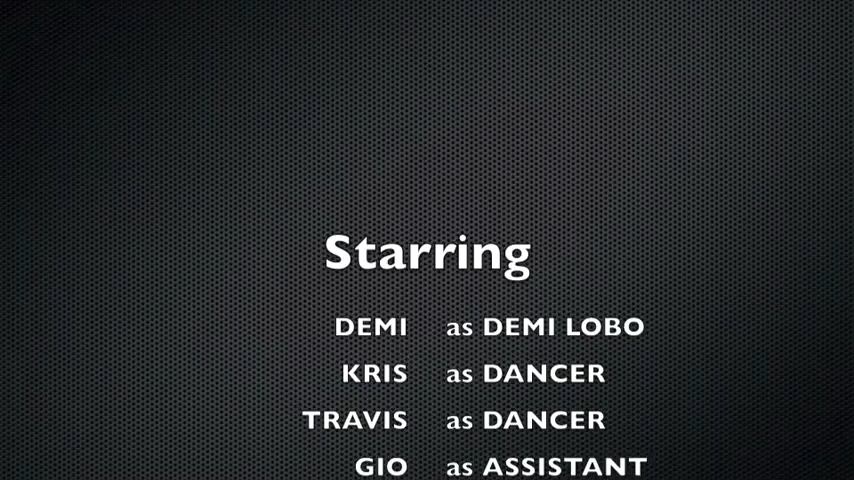 Starring
DEMI as DEMI LOBO
KRIS as DANCER
TRAVIS as DANCER
GIO as ASSISTANT